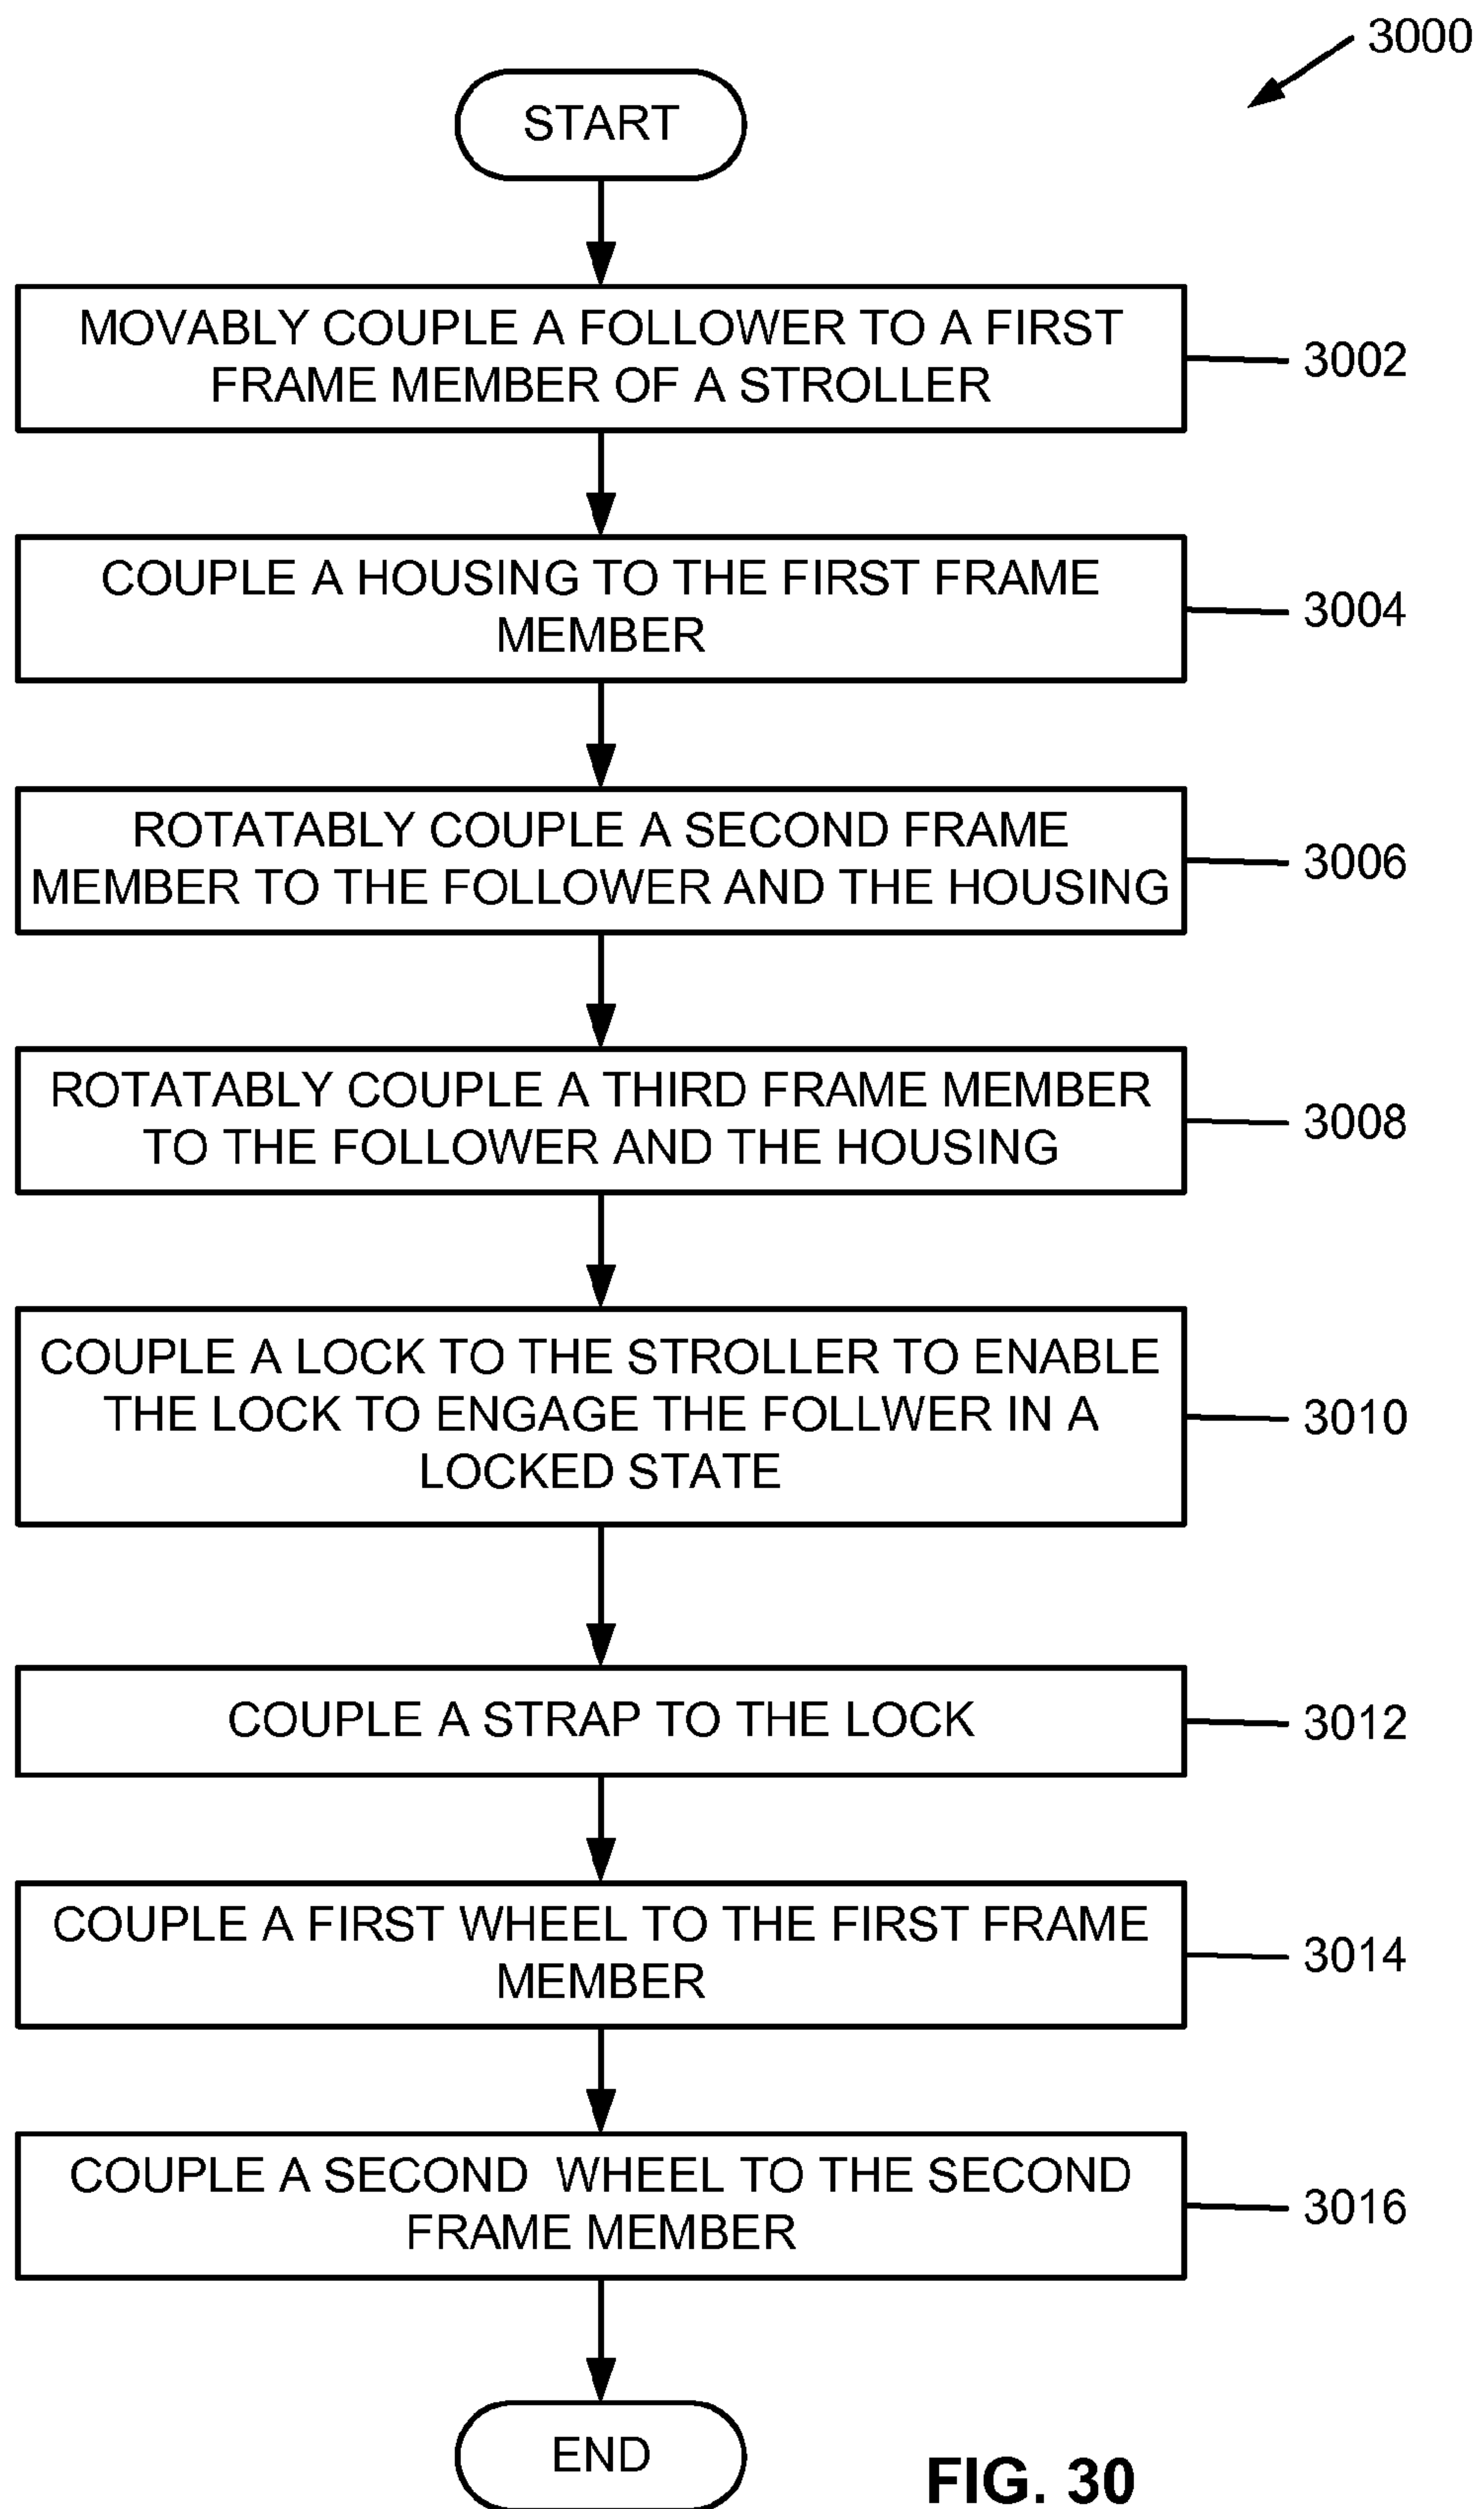 3000
START
MOVABLY COUPLE A FOLLOWER TO A FIRST
FRAME MEMBER OF A STROLLER
3002
COUPLE A HOUSING TO THE FIRST FRAME
MEMBER
3004
ROTATABLY COUPLE A SECOND FRAME
MEMBER TO THE FOLLOWER AND THE HOUSING
3006
ROTATABLY COUPLE A THIRD FRAME MEMBER
TO THE FOLLOWER AND THE HOUSING
3008
COUPLE A LOCK TO THE STROLLER TO ENABLE
THE LOCK TO ENGAGE THE FOLLWER IN A
LOCKED STATE
3010
COUPLE A STRAP TO THE LOCK
3012
COUPLE A FIRST WHEEL TO THE FIRST FRAME
MEMBER
3014
COUPLE A SECOND WHEEL TO THE SECOND
FRAME MEMBER
3016
END
FIG. 30